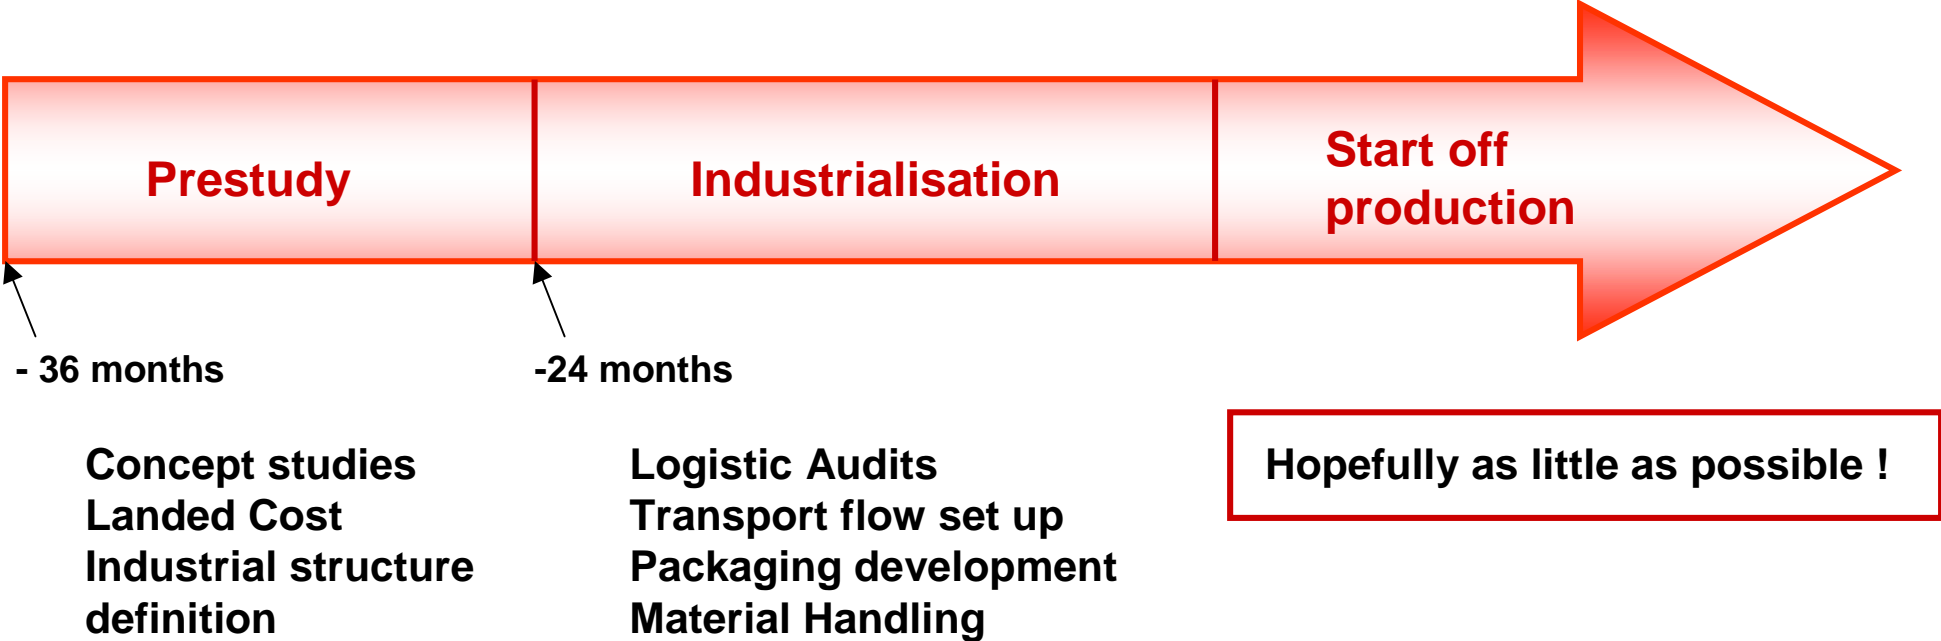 Prestudy
Industrialisation
Start off
production
- 36 months
-24 months
Concept studies
Landed Cost
Industrial structure
definition
Logistic Audits
Transport flow set up
Packaging development
Material Handling
Hopefully as little as possible !